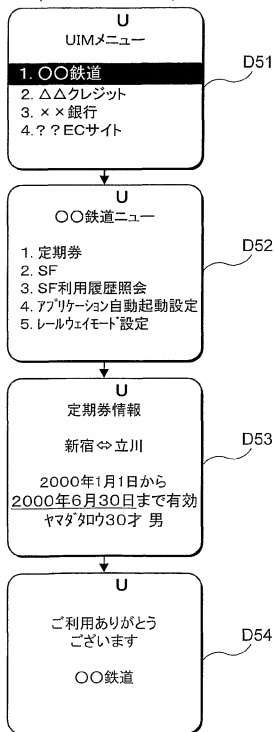 U
UIMメニュー
1. ○○鉄道
2. △△クレジット
3. ××銀行
4. ??ECサイト
D51
U
○○鉄道ニュー
1. 定期券
2. SF
3. SF利用履歴照会
4. アプリケーション自動起動設定
5. レールウェイモード設定
D52
U
定期券情報
新宿⇔立川
2000年1月1日から
2000年6月30日まで有効
ヤマダタロウ30才 男
D53
U
ご利用ありがとう
ございます
○○鉄道
D54